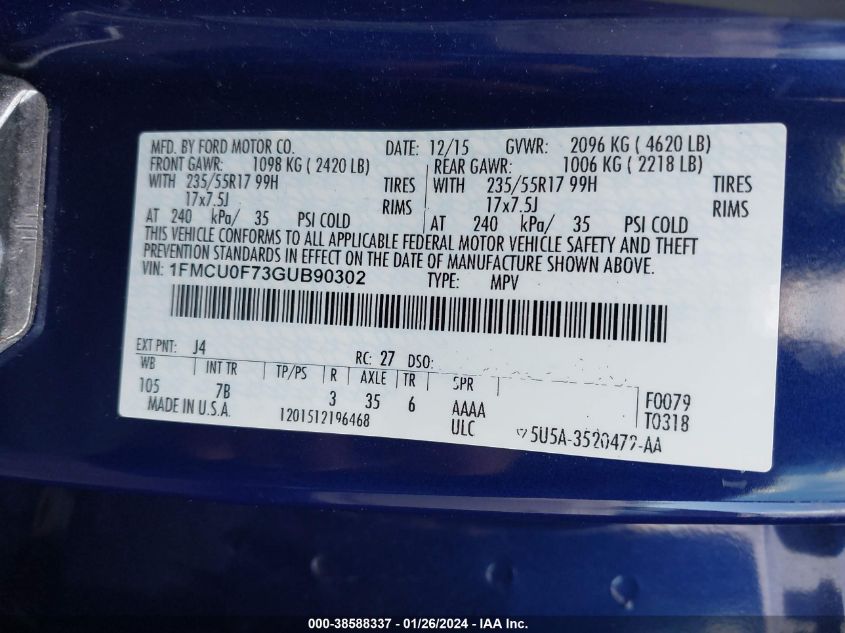 MFD. BY FORD MOTOR CO. DATE: 12/15 GVWR: 2096 KG ( 4620 LB)
FRONT GAWR: 1098 KG ( 2420 LB) REAR GAWR: 1006 KG ( 2218 LB)
WITH 235/55R17 99H TIRES WITH 235/55R17 99H TIRES
17x7.5J RIMS 17x7.5J RIMS
AT 240 kPa/ 35 PSI COLD AT 240 kPa/ 35 PSI COLD
THIS VEHICLE CONFORMS TO ALL APPLICABLE FEDERAL MOTOR VEHICLE SAFETY AND THEFT
PREVENTION STANDARDS IN EFFECT ON THE DATE OF MANUFACTURE SHOWN ABOVE.
VIN: 1FMCU0F73GUB90302 TYPE: MPV
EXT PNT: J4 RC: 27 DSO:
WB INT TR TP/PS R AXLE TR SPR
105 7B 3 35 6 AAAA F0079
MADE IN U.S.A. 1201512196468 ULC T0318
5U5A-3520472-AA
000-38588337 - 01/26/2024 - IAA Inc.